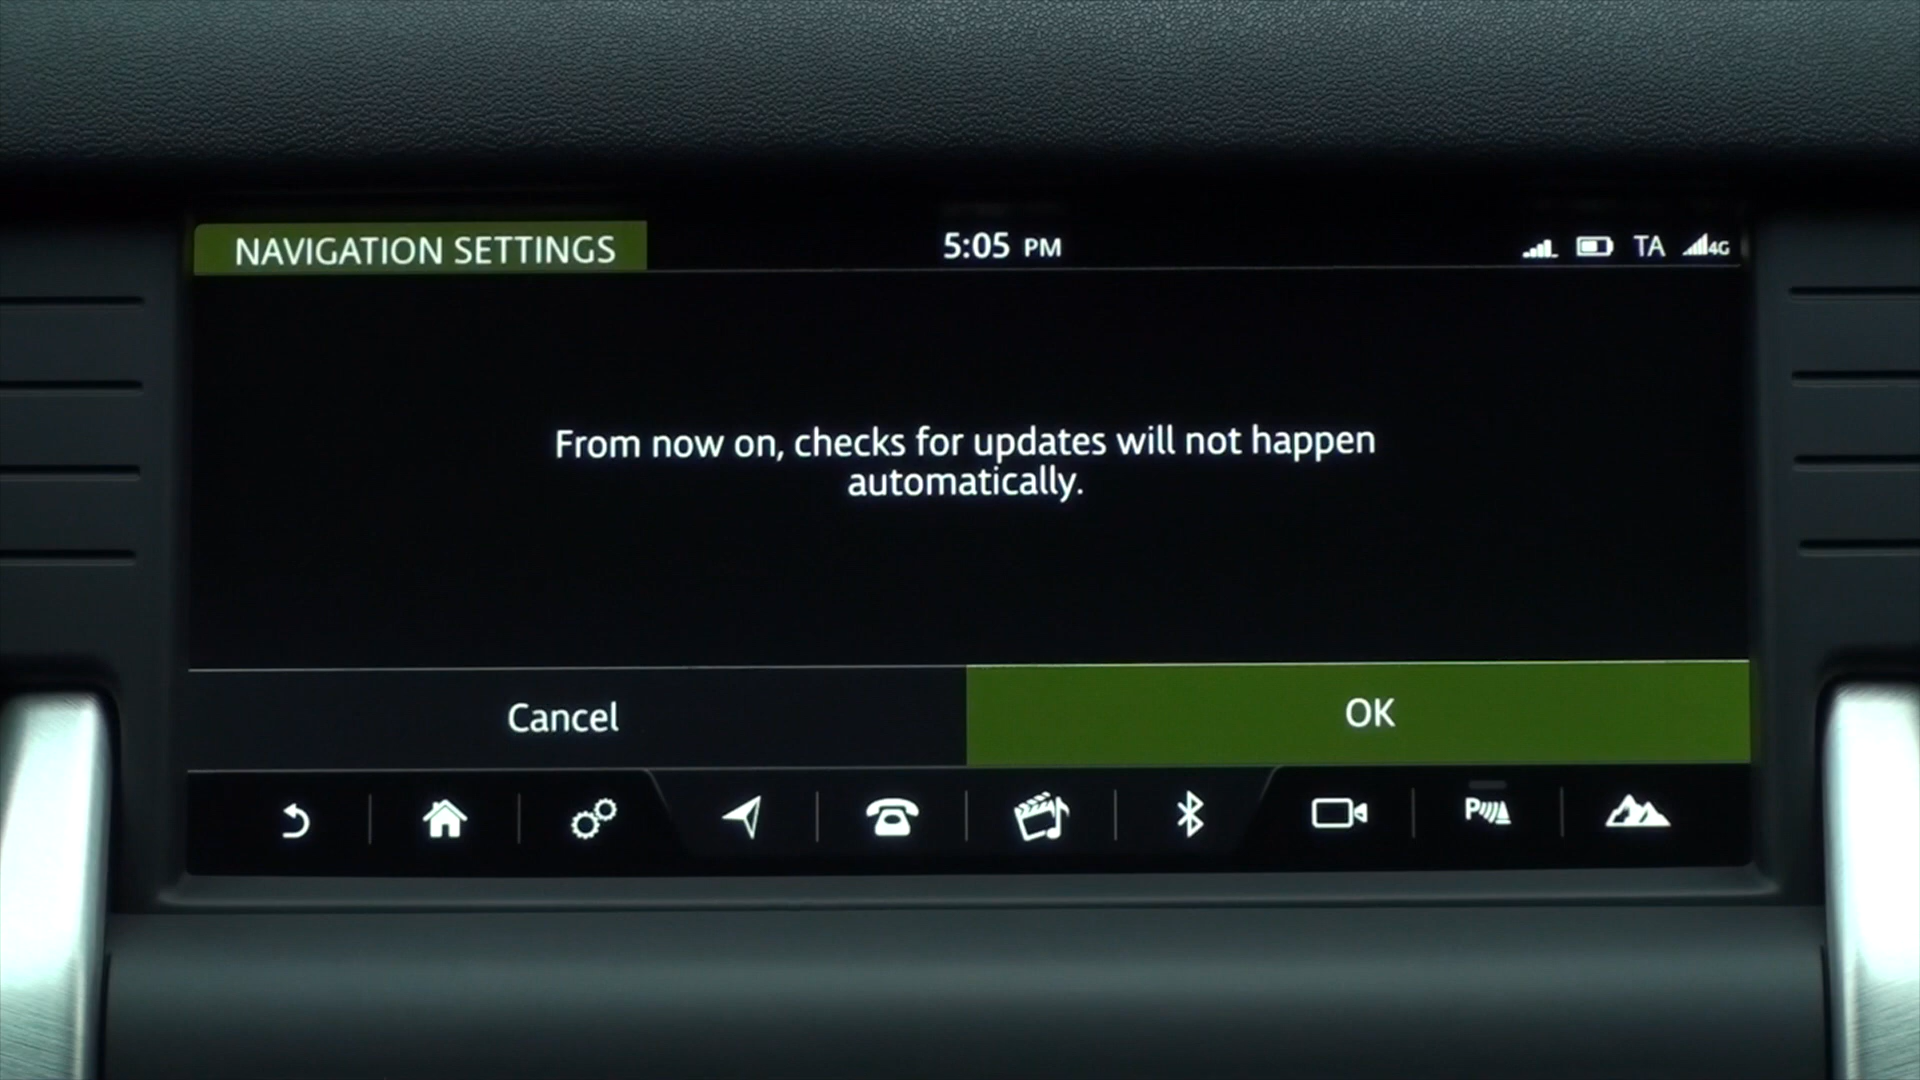 NAVIGATION SETTINGS
5:05 PM
TA
4G
From now on, checks for updates will not happen
automatically.
Cancel
OK
P